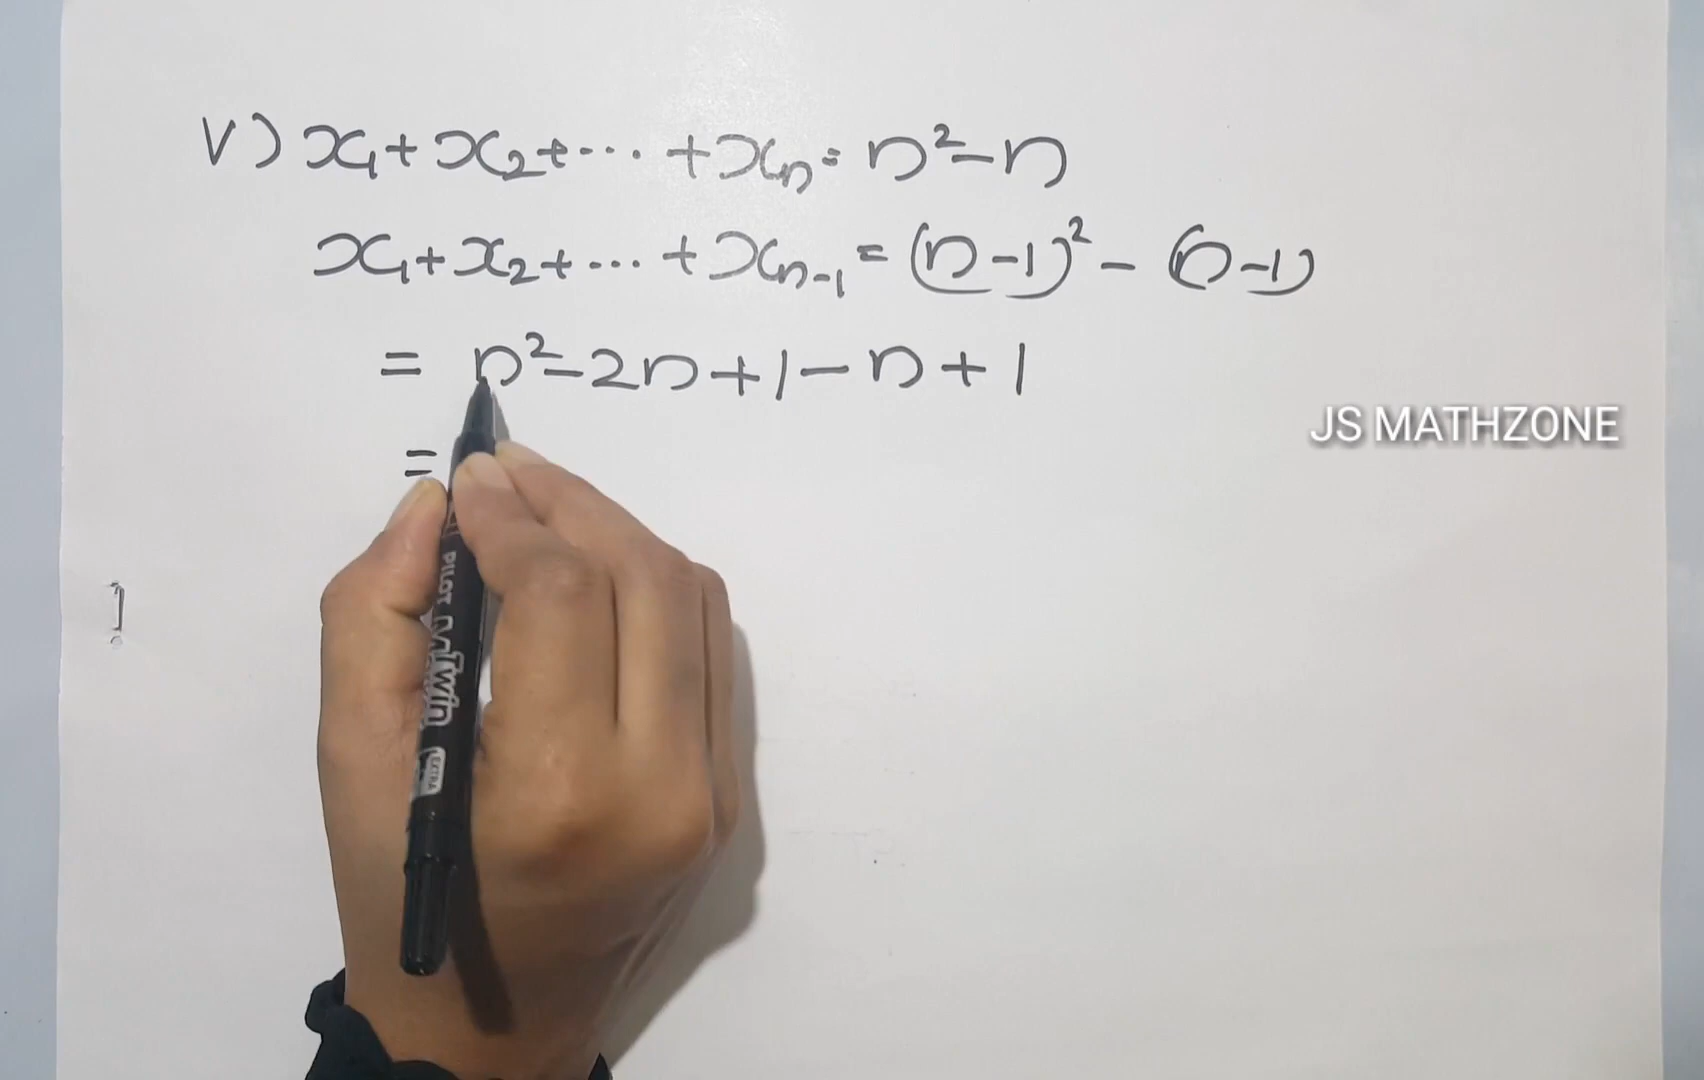 V) x₁ + x₂ + ... + xₙ = n² - n
x₁ + x₂ + ... + xₙ₋₁ = (n-1)² - (n-1)
= n² - 2n + 1 - n + 1
=
JS MATHZONE
PILOT
Twin
EXTRA